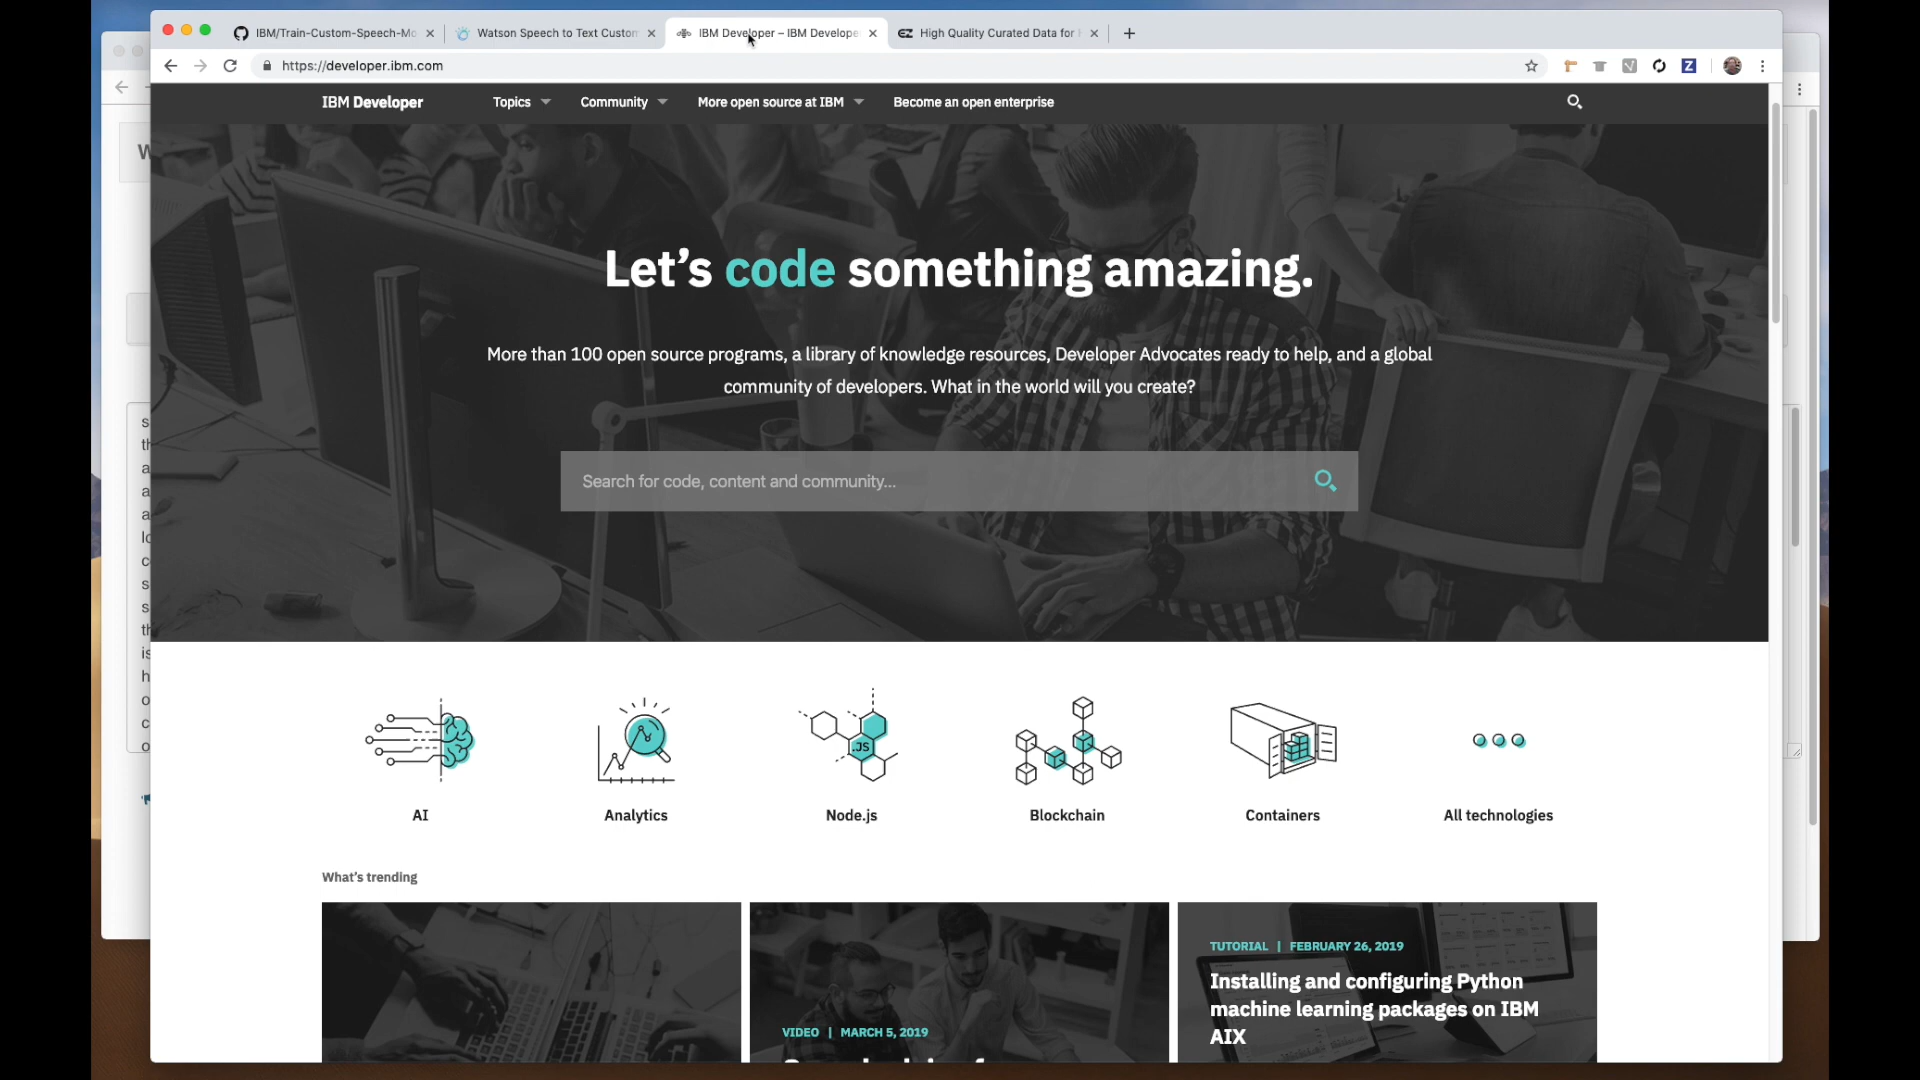 IBM/Train-Custom-Speech-Mo
Watson Speech to Text Custom
IBM Developer – IBM Develope
High Quality Curated Data for
https://developer.ibm.com
IBM Developer
Topics
Community
More open source at IBM
Become an open enterprise
Let's code something amazing.
More than 100 open source programs, a library of knowledge resources, Developer Advocates ready to help, and a global
community of developers. What in the world will you create?
Search for code, content and community...
.JS
AI
Analytics
Node.js
Blockchain
Containers
All technologies
What's trending
VIDEO | MARCH 5, 2019
TUTORIAL | FEBRUARY 26, 2019
Installing and configuring Python
machine learning packages on IBM
AIX